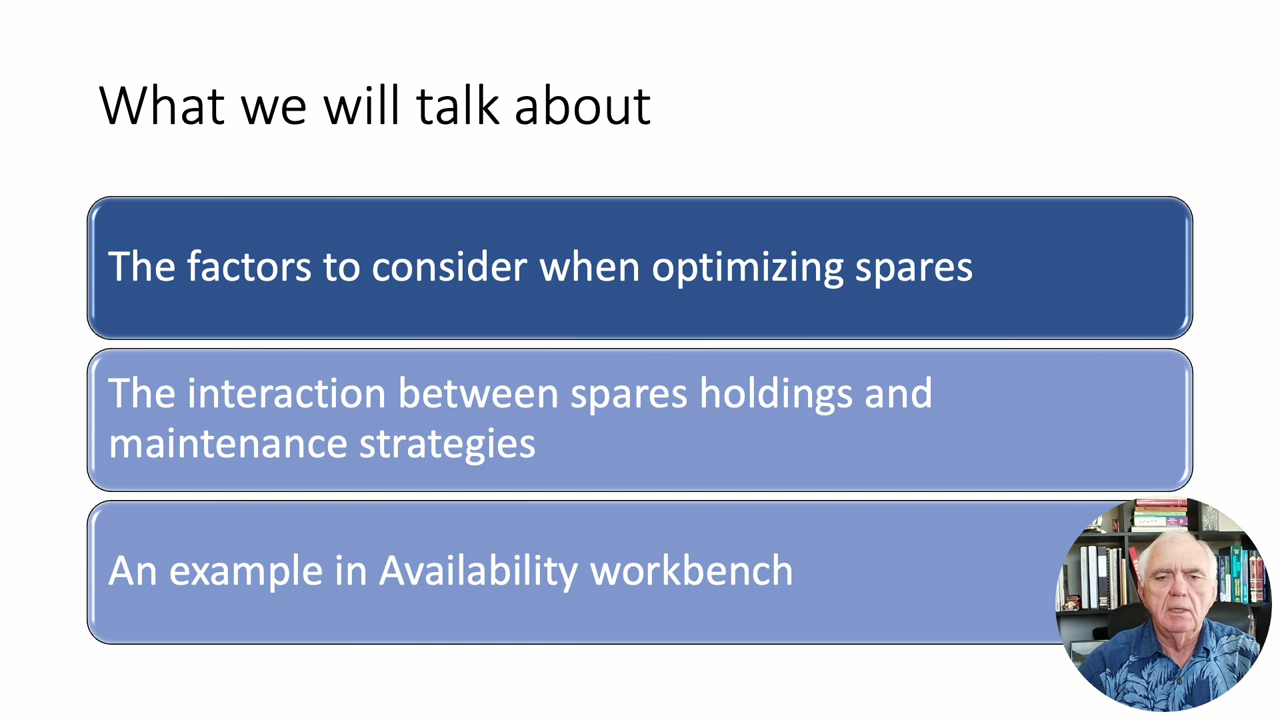 What we will talk about
The factors to consider when optimizing spares
The interaction between spares holdings and
maintenance strategies
An example in Availability workbench